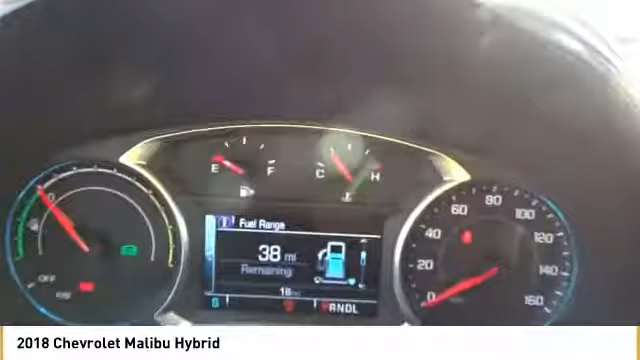 E F
C H
0
OFF
Fuel Range
38 mi
Remaining
S
RNDL
0 20 40 60 80 100 120 140 160
2018 Chevrolet Malibu Hybrid